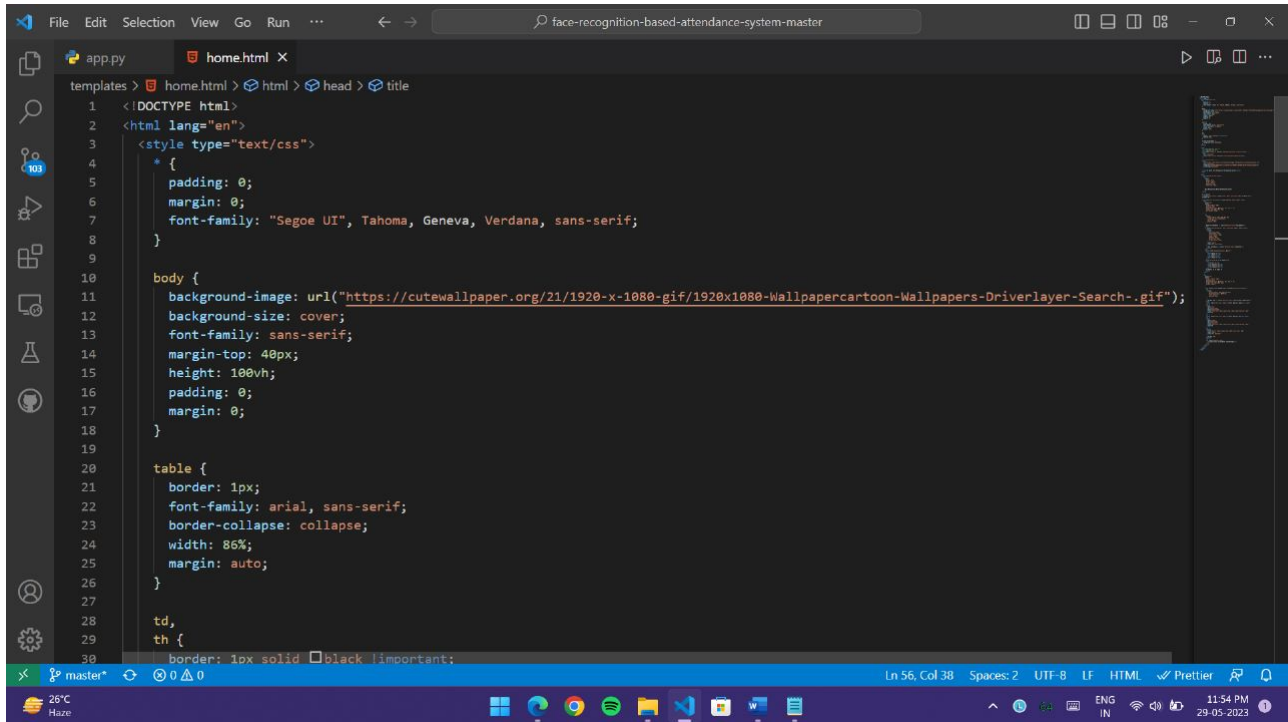 File Edit Selection View Go Run ··· ← → face-recognition-based-attendance-system-master
app.py home.html ×
templates > home.html > html > head > title
1 <!DOCTYPE html>
2 <html lang="en">
3 <style type="text/css">
4 * {
5 padding: 0;
6 margin: 0;
7 font-family: "Segoe UI", Tahoma, Geneva, Verdana, sans-serif;
8 }
9
10 body {
11 background-image: url("https://cutewallpaper.org/21/1920-x-1080-gif/1920x1080-Wallpapercartoon-Wallpapers-Driverlayer-Search-.gif");
12 background-size: cover;
13 font-family: sans-serif;
14 margin-top: 40px;
15 height: 100vh;
16 padding: 0;
17 margin: 0;
18 }
19
20 table {
21 border: 1px;
22 font-family: arial, sans-serif;
23 border-collapse: collapse;
24 width: 86%;
25 margin: auto;
26 }
27
28 td,
29 th {
30 border: 1px solid black !important;
103
master* 0 0 Ln 56, Col 38 Spaces: 2 UTF-8 LF HTML Prettier
26°C
Haze
ENG
IN
11:54 PM
29-05-2023
1